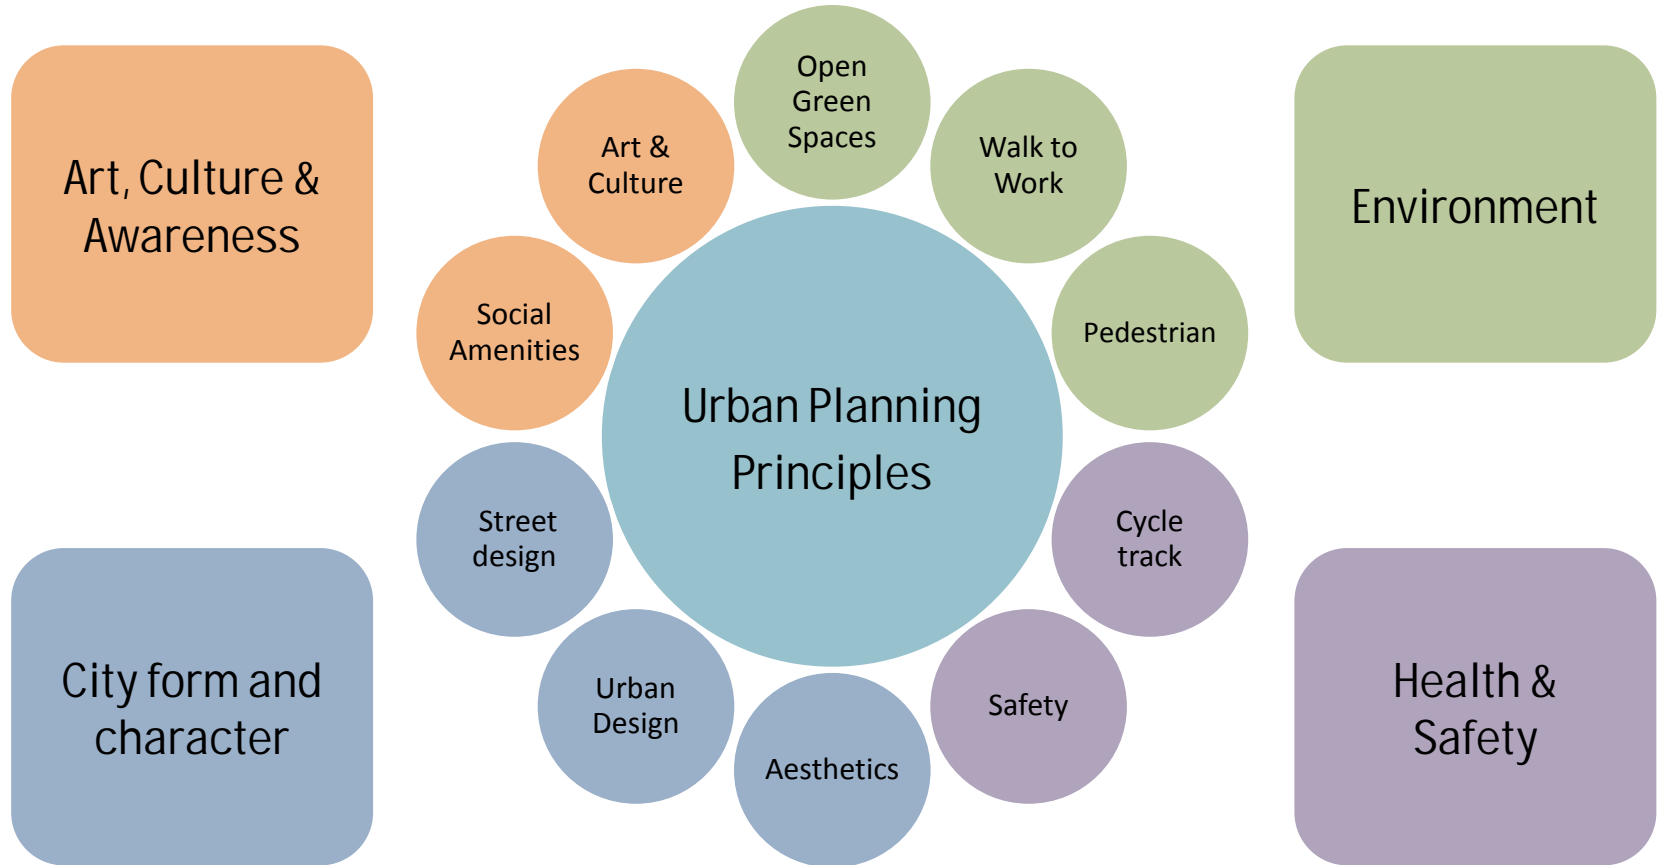 Art, Culture &
Awareness
Open
Green
Spaces
Art &
Culture
Walk to
Work
Environment
Social
Amenities
Pedestrian
Urban Planning
Principles
Street
design
Cycle
track
City form and
character
Urban
Design
Safety
Aesthetics
Health &
Safety